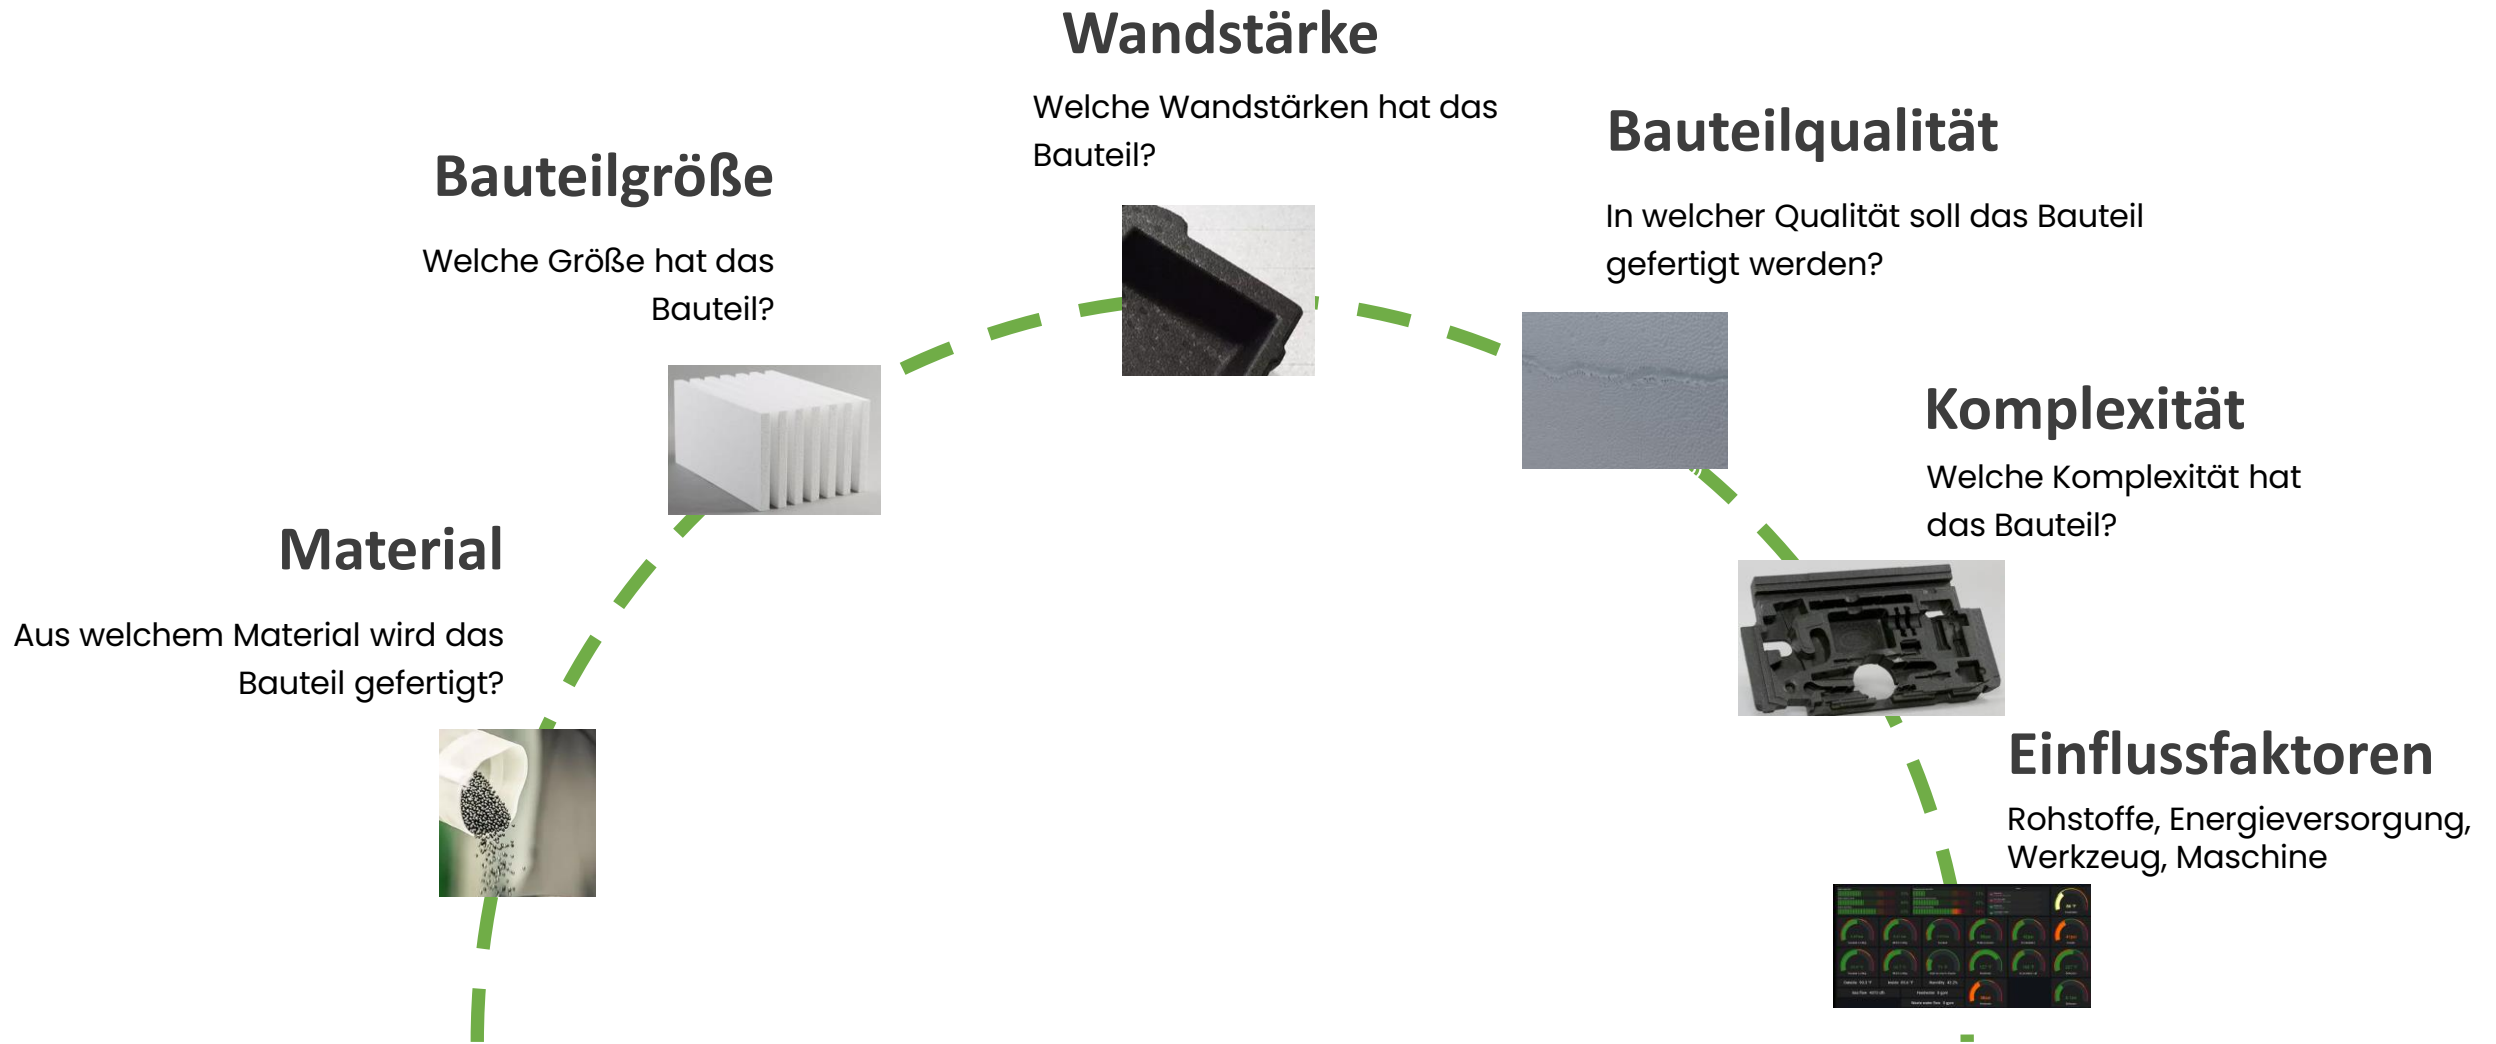 Wandstärke
Welche Wandstärken hat das
Bauteil?
Bauteilqualität
In welcher Qualität soll das Bauteil
gefertigt werden?
Bauteilgröße
Welche Größe hat das
Bauteil?
Komplexität
Welche Komplexität hat
das Bauteil?
Material
Aus welchem Material wird das
Bauteil gefertigt?
Einflussfaktoren
Rohstoffe, Energieversorgung,
Werkzeug, Maschine